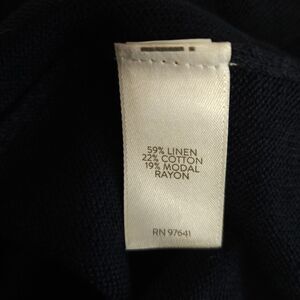 59% LINEN
22% COTTON
19% MODAL
RAYON
RN 97641